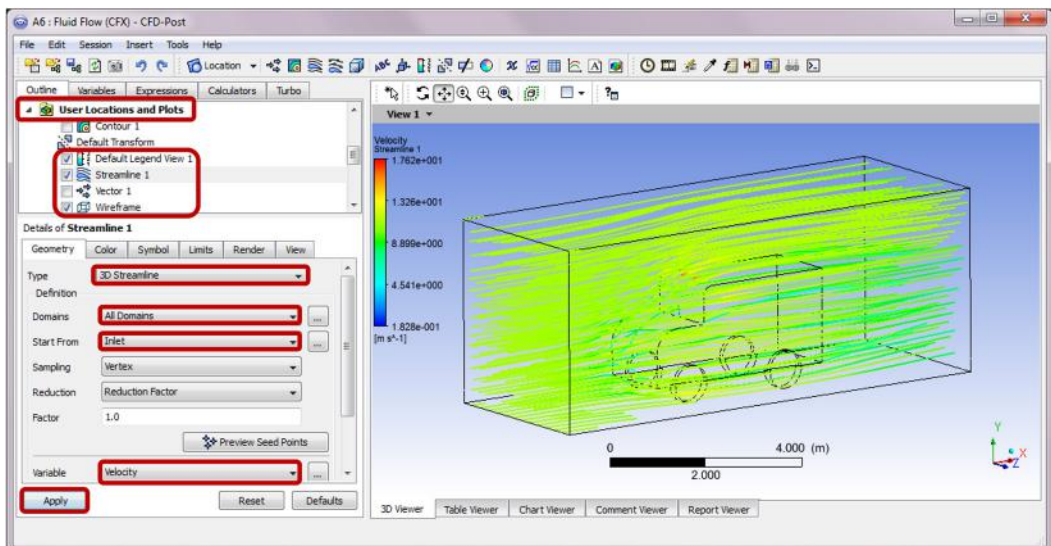 A6 : Fluid Flow (CFX) - CFD-Post
File Edit Session Insert Tools Help
Location
Outline Variables Expressions Calculators Turbo
User Locations and Plots
Contour 1
Default Transform
Default Legend View 1
Streamline 1
Vector 1
Wireframe
Details of Streamline 1
Geometry Color Symbol Limits Render View
Type 3D Streamline
Definition
Domains All Domains ...
Start From Inlet ...
Sampling Vertex
Reduction Reduction Factor
Factor 1.0
Preview Seed Points
Variable Velocity ...
Apply Reset Defaults
View 1
Velocity
Streamline 1
1.762e+001
1.326e+001
8.899e+000
4.541e+000
1.828e-001
[m s^-1]
0 4.000 (m)
2.000
Y
X
Z
3D Viewer Table Viewer Chart Viewer Comment Viewer Report Viewer